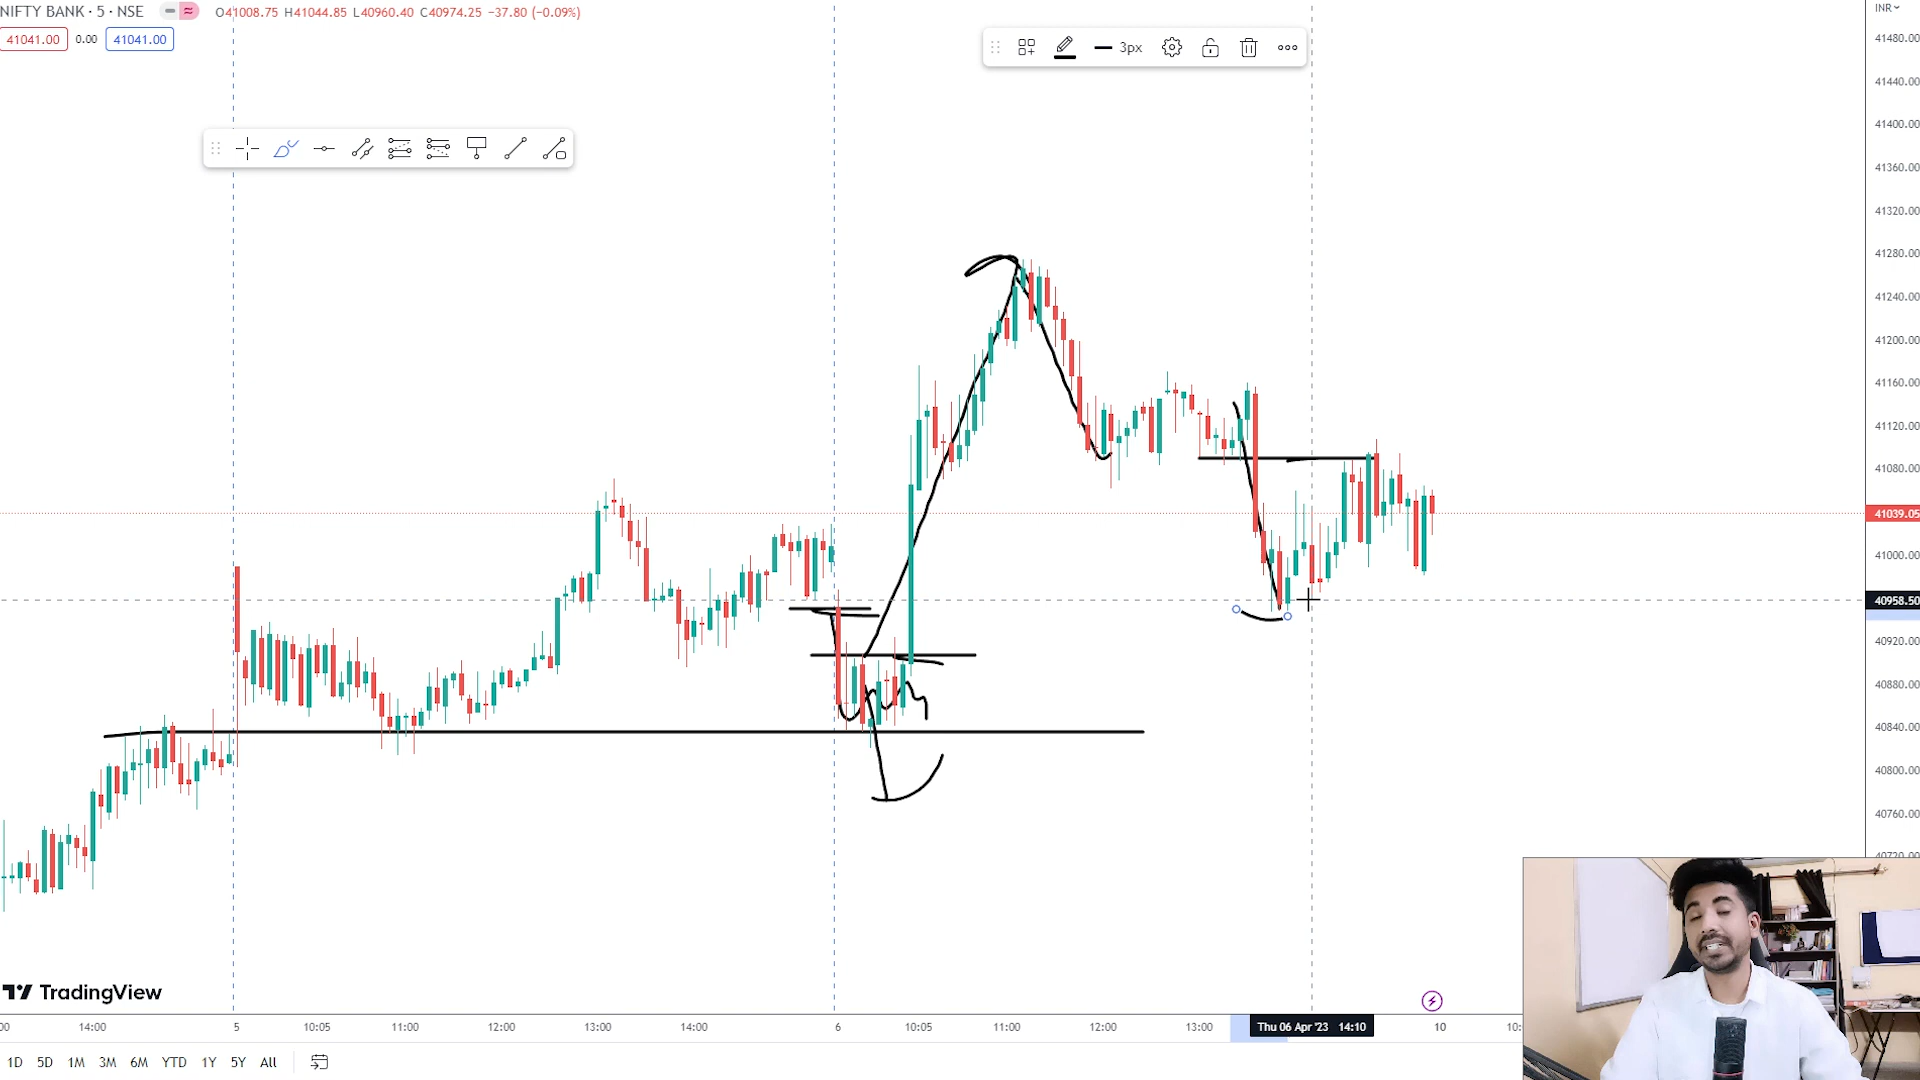 NIFTY BANK · 5 · NSE
O41008.75 H41044.85 L40960.40 C40974.25 −37.80 (−0.09%)
INR
41041.00 0.00 41041.00
3px
41480.00
41440.00
41400.00
41360.00
41320.00
41280.00
41240.00
41200.00
41160.00
41120.00
41080.00
41039.05
41000.00
40958.50
40920.00
40880.00
40840.00
40800.00
40760.00
40720.00
TradingView
14:00 5 10:05 11:00 12:00 13:00 14:00 6 10:05 11:00 12:00 13:00 Thu 06 Apr '23 14:10 10
1D 5D 1M 3M 6M YTD 1Y 5Y All